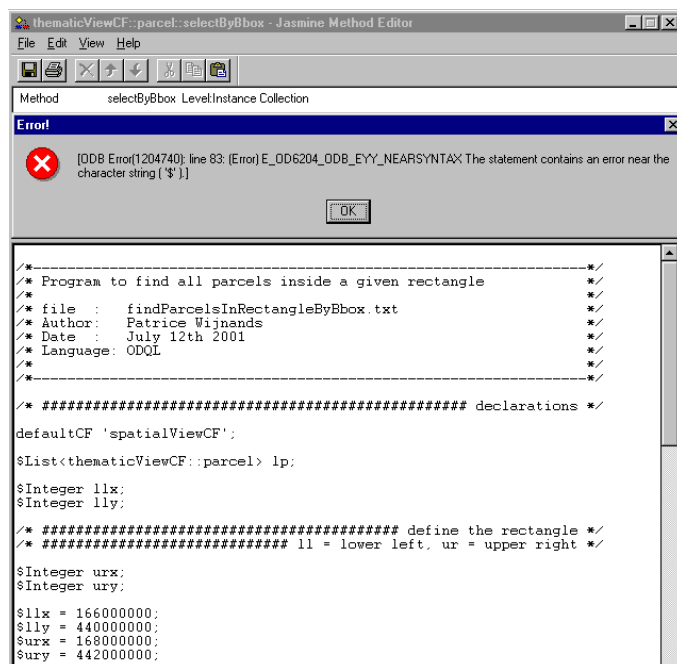 thematicViewCF::parcel::selectByBbox - Jasmine Method Editor
File Edit View Help
Method selectByBbox Level:Instance Collection
Error!
[ODB Error(1204740): line 83: (Error) E_OD6204_ODB_EYY_NEARSYNTAX The statement contains an error near the
character string ( '$' ).]
OK
/*-----------------------------------------------------------------*/
/* Program to find all parcels inside a given rectangle */
/* */
/* file : findParcelsInRectangleByBbox.txt */
/* Author: Patrice Wijnands */
/* Date : July 12th 2001 */
/* Language: ODQL */
/* */
/*-----------------------------------------------------------------*/
/* ################################################## declarations */
defaultCF 'spatialViewCF';
$List<thematicViewCF::parcel> lp;
$Integer llx;
$Integer lly;
/* ########################################## define the rectangle */
/* ############################# ll = lower left, ur = upper right */
$Integer urx;
$Integer ury;
$llx = 166000000;
$lly = 440000000;
$urx = 168000000;
$ury = 442000000;